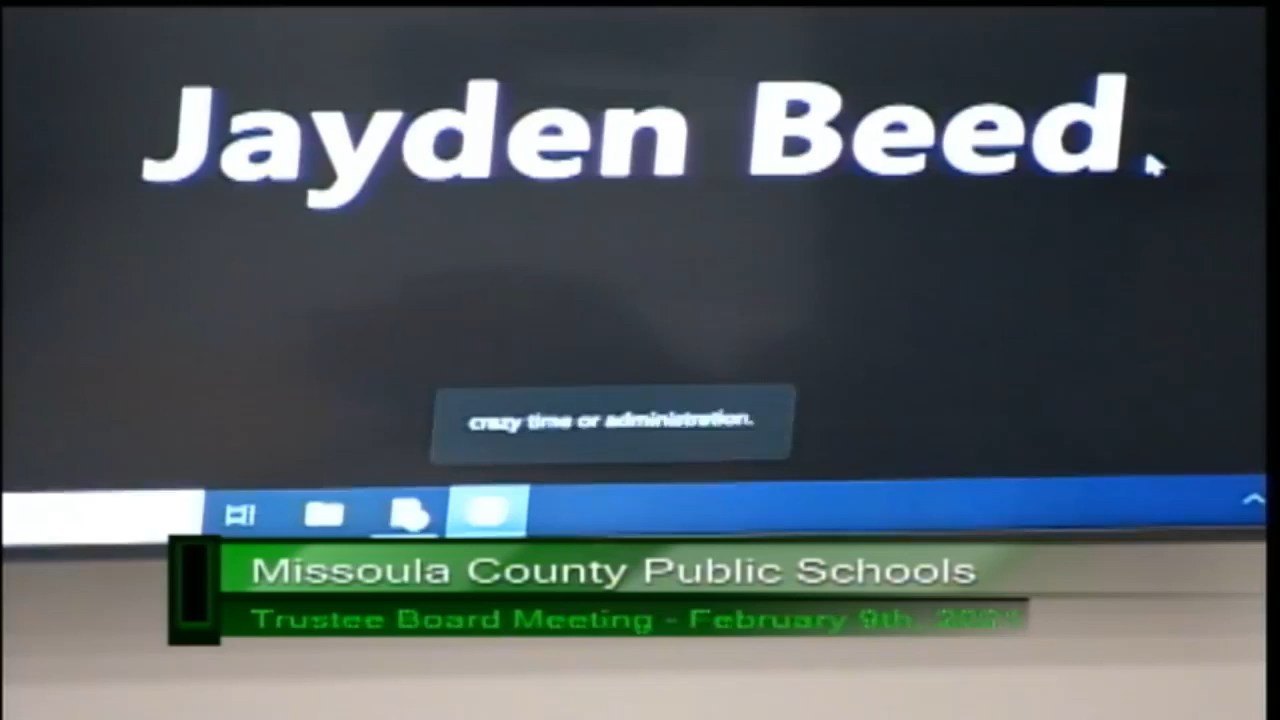 Jayden Beed.
crazy time or administration.
Missoula County Public Schools
Trustee Board Meeting - February 9th,